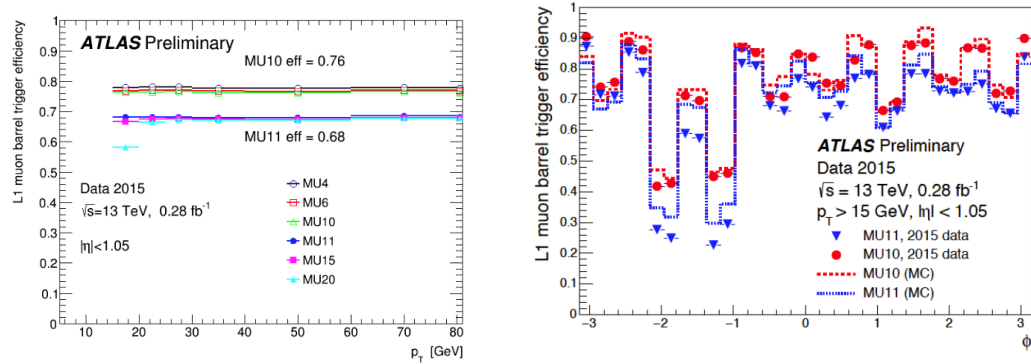 L1 muon barrel trigger efficiency
1
0.9
0.8
0.7
0.6
0.5
0.4
0.3
0.2
0.1
0
ATLAS Preliminary
MU10 eff = 0.76
MU11 eff = 0.68
Data 2015
√s=13 TeV, 0.28 fb⁻¹
|η|<1.05
MU4
MU6
MU10
MU11
MU15
MU20
10 20 30 40 50 60 70 80
p_T [GeV]
L1 muon barrel trigger efficiency
1
0.9
0.8
0.7
0.6
0.5
0.4
0.3
0.2
0.1
0
ATLAS Preliminary
Data 2015
√s = 13 TeV, 0.28 fb⁻¹
p_T > 15 GeV, |η| < 1.05
MU11, 2015 data
MU10, 2015 data
MU10 (MC)
MU11 (MC)
-3 -2 -1 0 1 2 3
ϕ